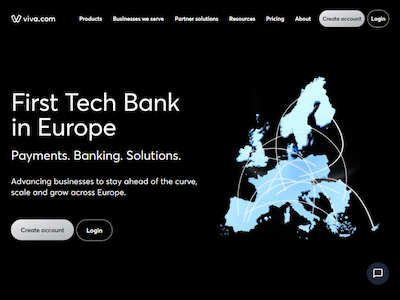 viva.com Products Businesses we serve Partner solutions Resources Pricing About Create account Login
First Tech Bank
in Europe
Payments. Banking. Solutions.
Advancing businesses to stay ahead of the curve,
scale and grow across Europe.
Create account Login